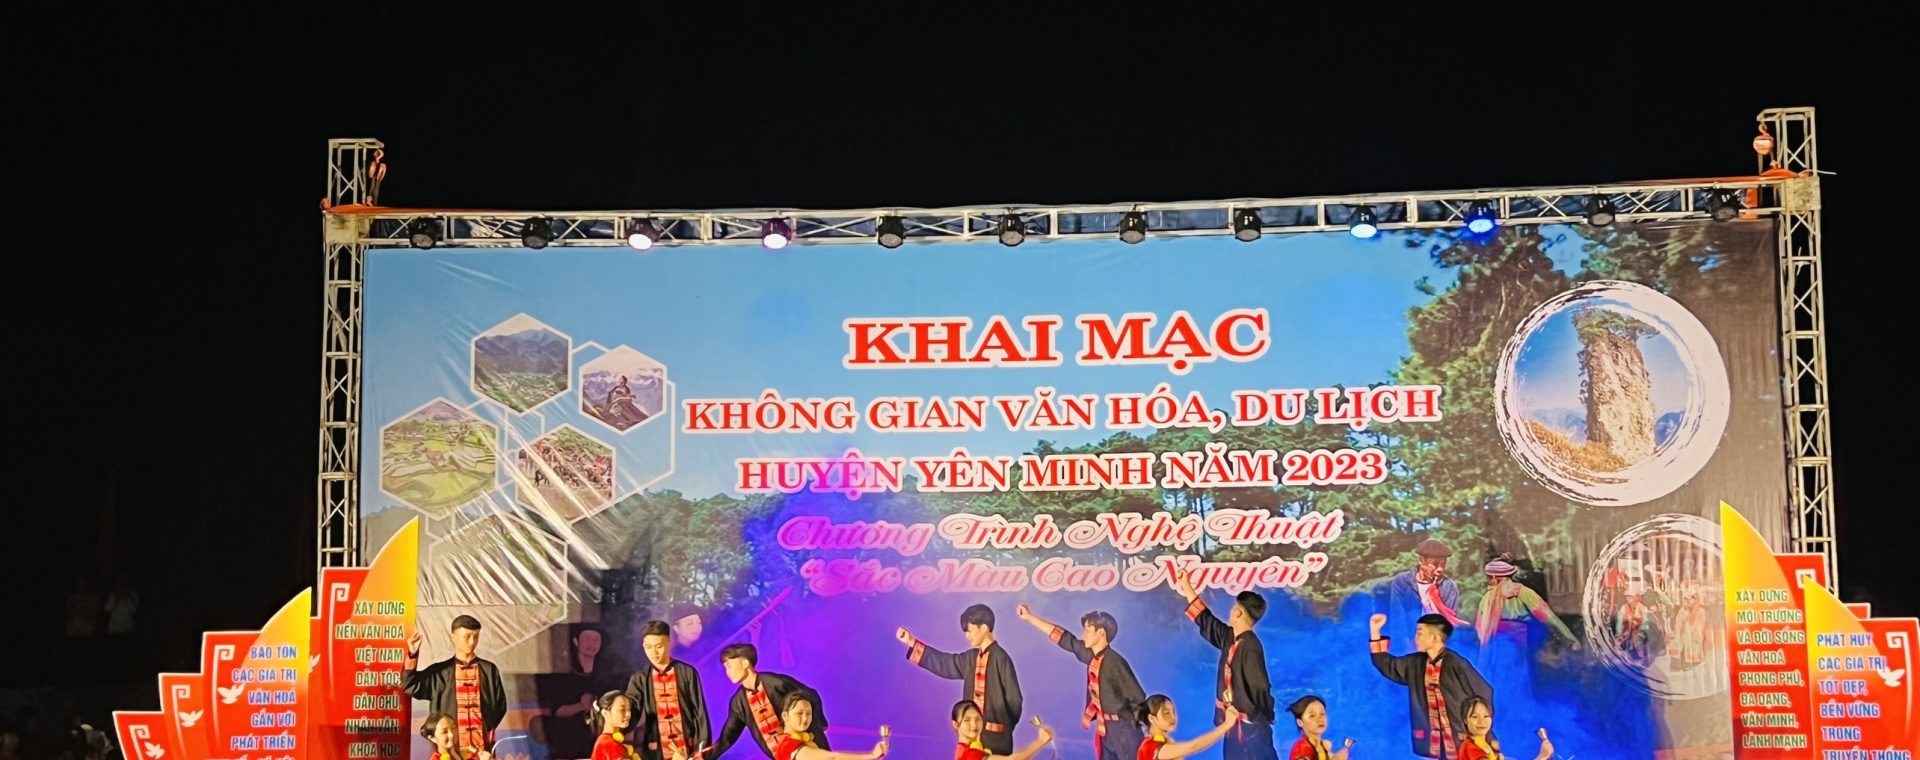 KHAI MẠC
KHÔNG GIAN VĂN HÓA, DU LỊCH
HUYỆN YÊN MINH NĂM 2023
Chương Trình Nghệ Thuật
"Sắc Màu Cao Nguyên"
BẢO TỒN
CÁC GIÁ TRỊ
VĂN HOÁ
GẮN VỚI
PHÁT TRIỂN
XÂY DỰNG
NỀN VĂN HOÁ
VIỆT NAM
DÂN TỘC,
DÂN CHỦ,
NHÂN VĂN,
KHOA HỌC
XÂY DỰNG
MÔI TRƯỜNG
VÀ ĐỜI SỐNG
VĂN HOÁ
PHONG PHÚ,
ĐA DẠNG,
VĂN MINH,
LÀNH MẠNH
PHÁT HUY
CÁC GIÁ TRỊ
TỐT ĐẸP,
BỀN VỮNG
TRONG
TRUYỀN THỐNG